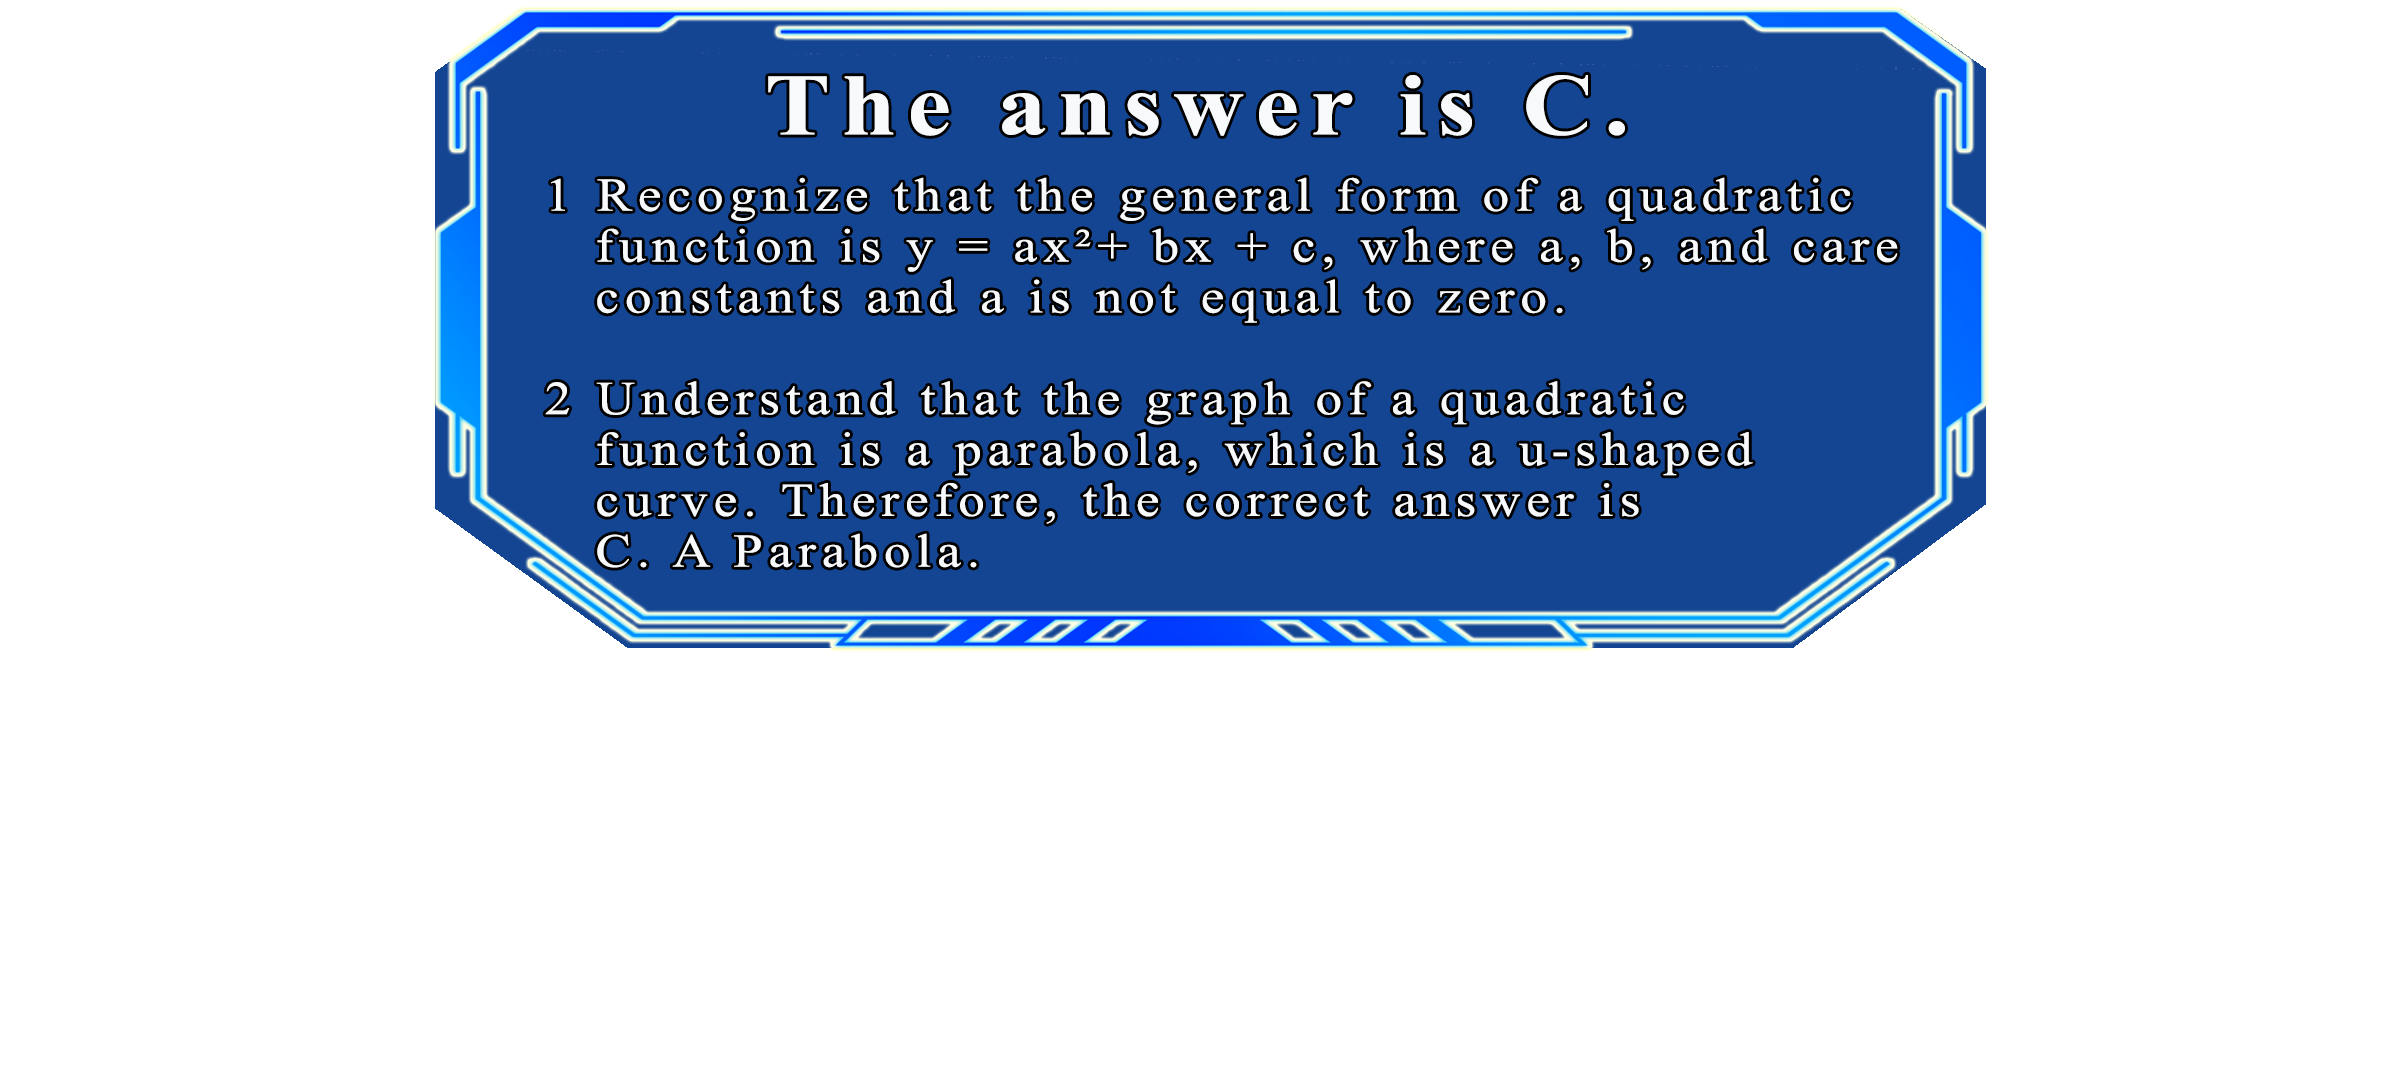 The answer is C.
1 Recognize that the general form of a quadratic
function is y = ax²+ bx + c, where a, b, and care
constants and a is not equal to zero.
2 Understand that the graph of a quadratic
function is a parabola, which is a u-shaped
curve. Therefore, the correct answer is
C. A Parabola.